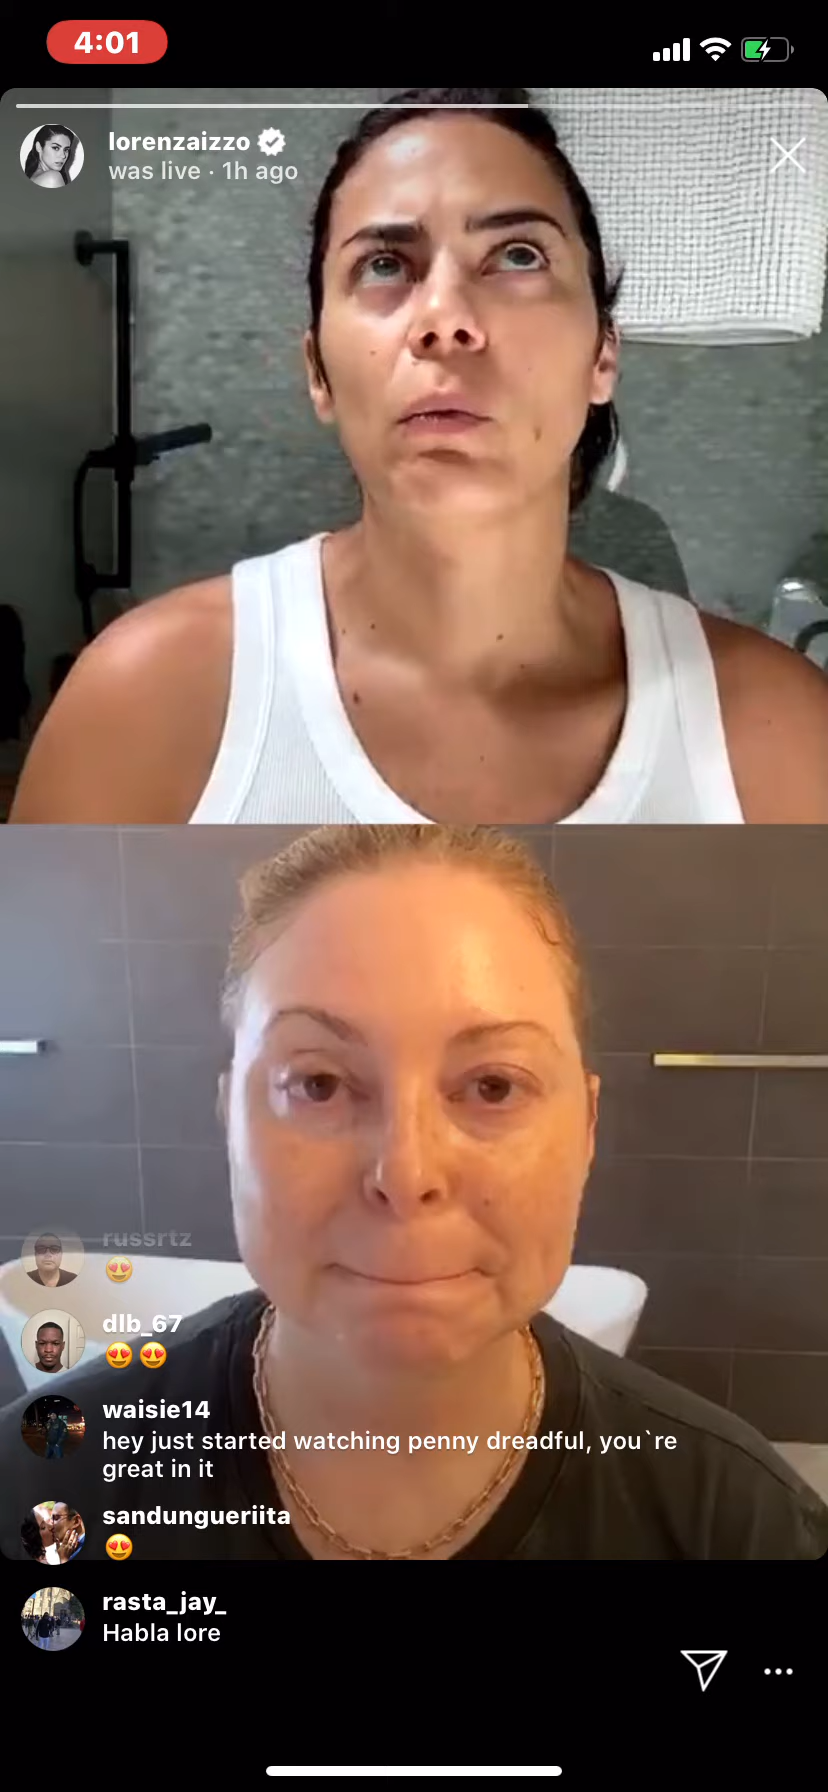 4:01
lorenzaizzo
was live · 1h ago
russrtz
😍
dlb_67
😍😍
waisie14
hey just started watching penny dreadful, you`re
great in it
sandungueriita
😍
rasta_jay_
Habla lore